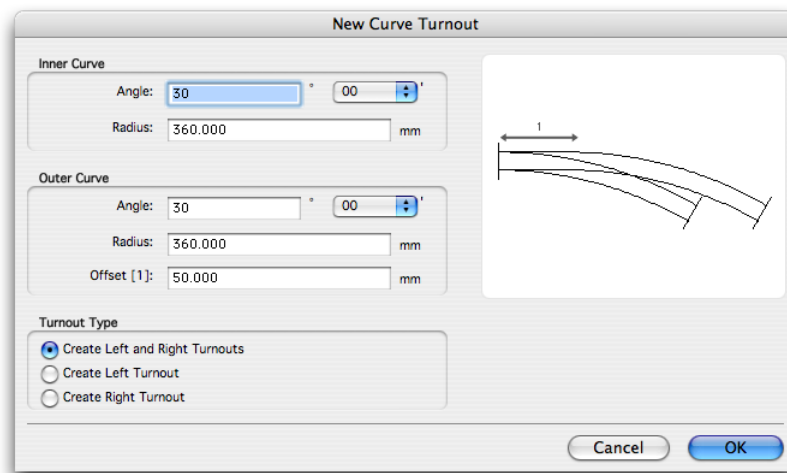 New Curve Turnout
Inner Curve
Angle: 30 ° 00 '
Radius: 360.000 mm
Outer Curve
Angle: 30 ° 00 '
Radius: 360.000 mm
Offset [1]: 50.000 mm
1
Turnout Type
Create Left and Right Turnouts
Create Left Turnout
Create Right Turnout
Cancel OK